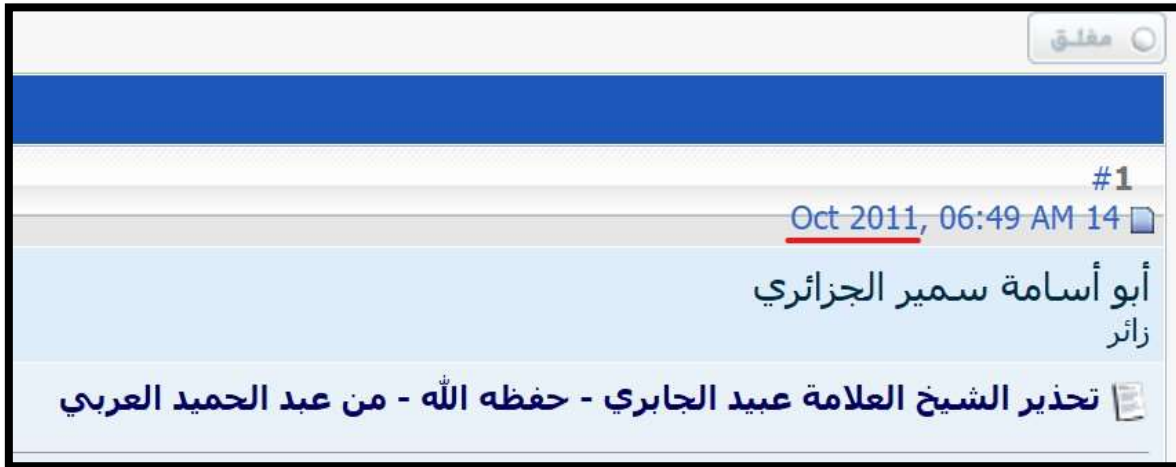 مغلق
#1
Oct 2011, 06:49 AM 14
أبو أسامة سمير الجزائري
زائر
تحذير الشيخ العلامة عبيد الجابري - حفظه الله - من عبد الحميد العربي